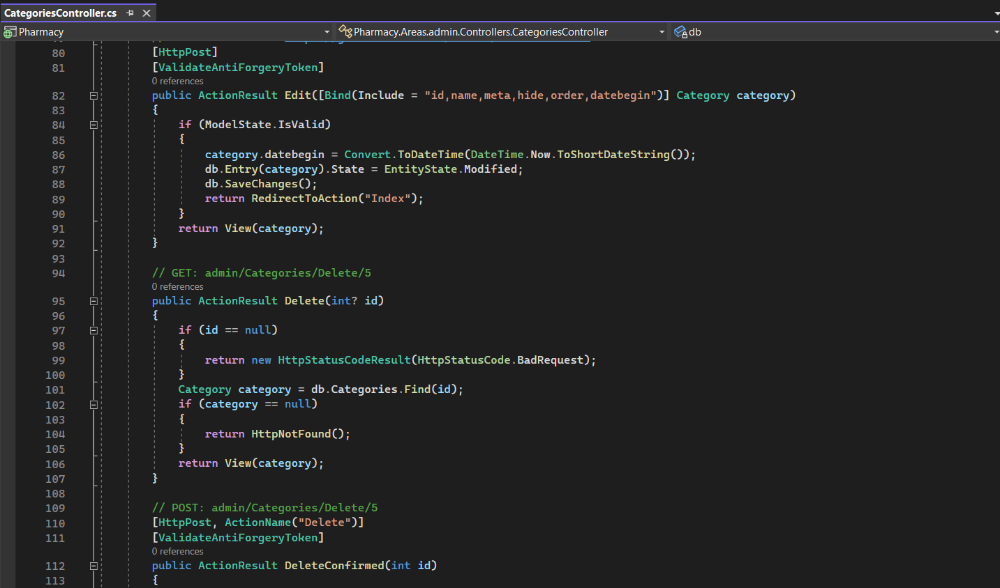 CategoriesController.cs
Pharmacy Pharmacy.Areas.admin.Controllers.CategoriesController db
80 [HttpPost]
81 [ValidateAntiForgeryToken]
0 references
82 public ActionResult Edit([Bind(Include = "id,name,meta,hide,order,datebegin")] Category category)
83 {
84 if (ModelState.IsValid)
85 {
86 category.datebegin = Convert.ToDateTime(DateTime.Now.ToShortDateString());
87 db.Entry(category).State = EntityState.Modified;
88 db.SaveChanges();
89 return RedirectToAction("Index");
90 }
91 return View(category);
92 }
93
94 // GET: admin/Categories/Delete/5
0 references
95 public ActionResult Delete(int? id)
96 {
97 if (id == null)
98 {
99 return new HttpStatusCodeResult(HttpStatusCode.BadRequest);
100 }
101 Category category = db.Categories.Find(id);
102 if (category == null)
103 {
104 return HttpNotFound();
105 }
106 return View(category);
107 }
108
109 // POST: admin/Categories/Delete/5
110 [HttpPost, ActionName("Delete")]
111 [ValidateAntiForgeryToken]
0 references
112 public ActionResult DeleteConfirmed(int id)
113 {